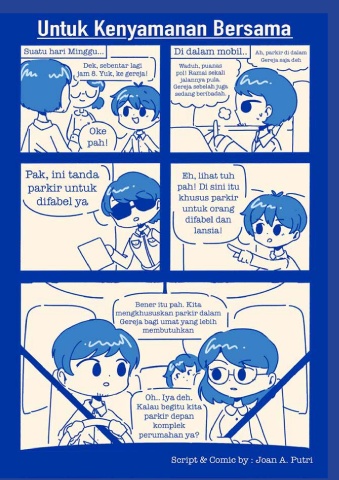 Untuk Kenyamanan Bersama
Suatu hari Minggu...
Dek, sebentar lagi
jam 8. Yuk, ke gereja!
Oke
pah!
Di dalam mobil..
Ah, parkir di dalam
Gereja saja deh
Waduh, puanas
pol! Ramai sekali
jalannya pula.
Gereja sebelah juga
sedang beribadah
Pak, ini tanda
parkir untuk
difabel ya
Eh, lihat tuh
pah! Di sini itu
khusus parkir
untuk orang
difabel dan
lansia!
Bener itu pah. Kita
mengkhususkan parkir dalam
Gereja bagi umat yang lebih
membutuhkan
Oh.. Iya deh.
Kalau begitu kita
parkir depan
komplek
perumahan ya?
Script & Comic by : Joan A. Putri